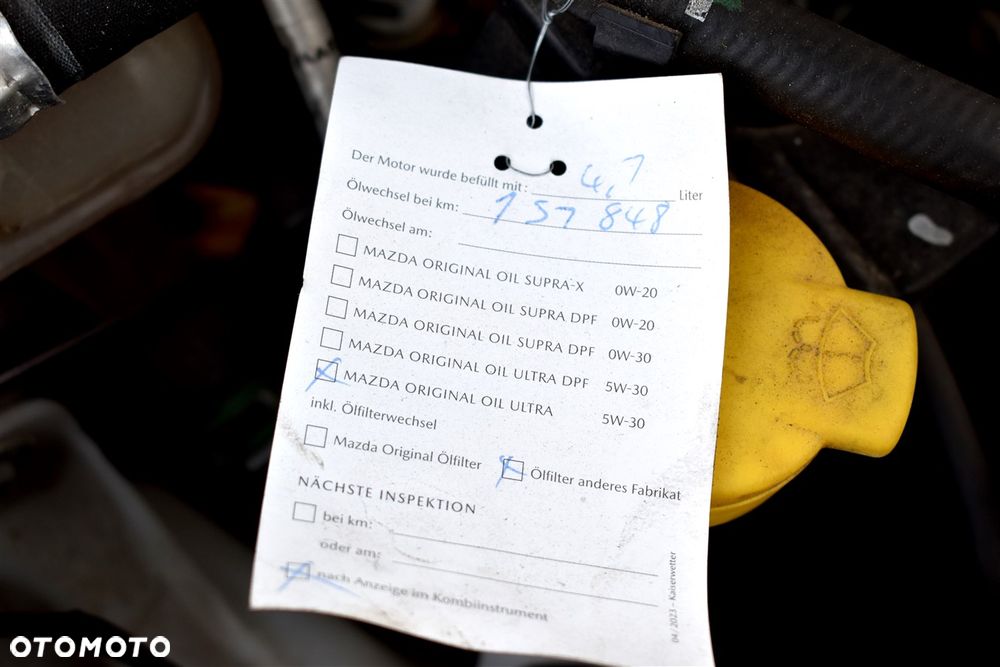 Der Motor wurde befüllt mit: 4,7 Liter
Ölwechsel bei km: 157 848
Ölwechsel am:
MAZDA ORIGINAL OIL SUPRA-X 0W-20
MAZDA ORIGINAL OIL SUPRA DPF 0W-20
MAZDA ORIGINAL OIL SUPRA DPF 0W-30
MAZDA ORIGINAL OIL ULTRA DPF 5W-30
MAZDA ORIGINAL OIL ULTRA 5W-30
inkl. Ölfilterwechsel
Mazda Original Ölfilter Ölfilter anderes Fabrikat
NÄCHSTE INSPEKTION
bei km:
oder am:
nach Anzeige im Kombiinstrument
04/2023 – Kaiserwetter
OTOMOTO